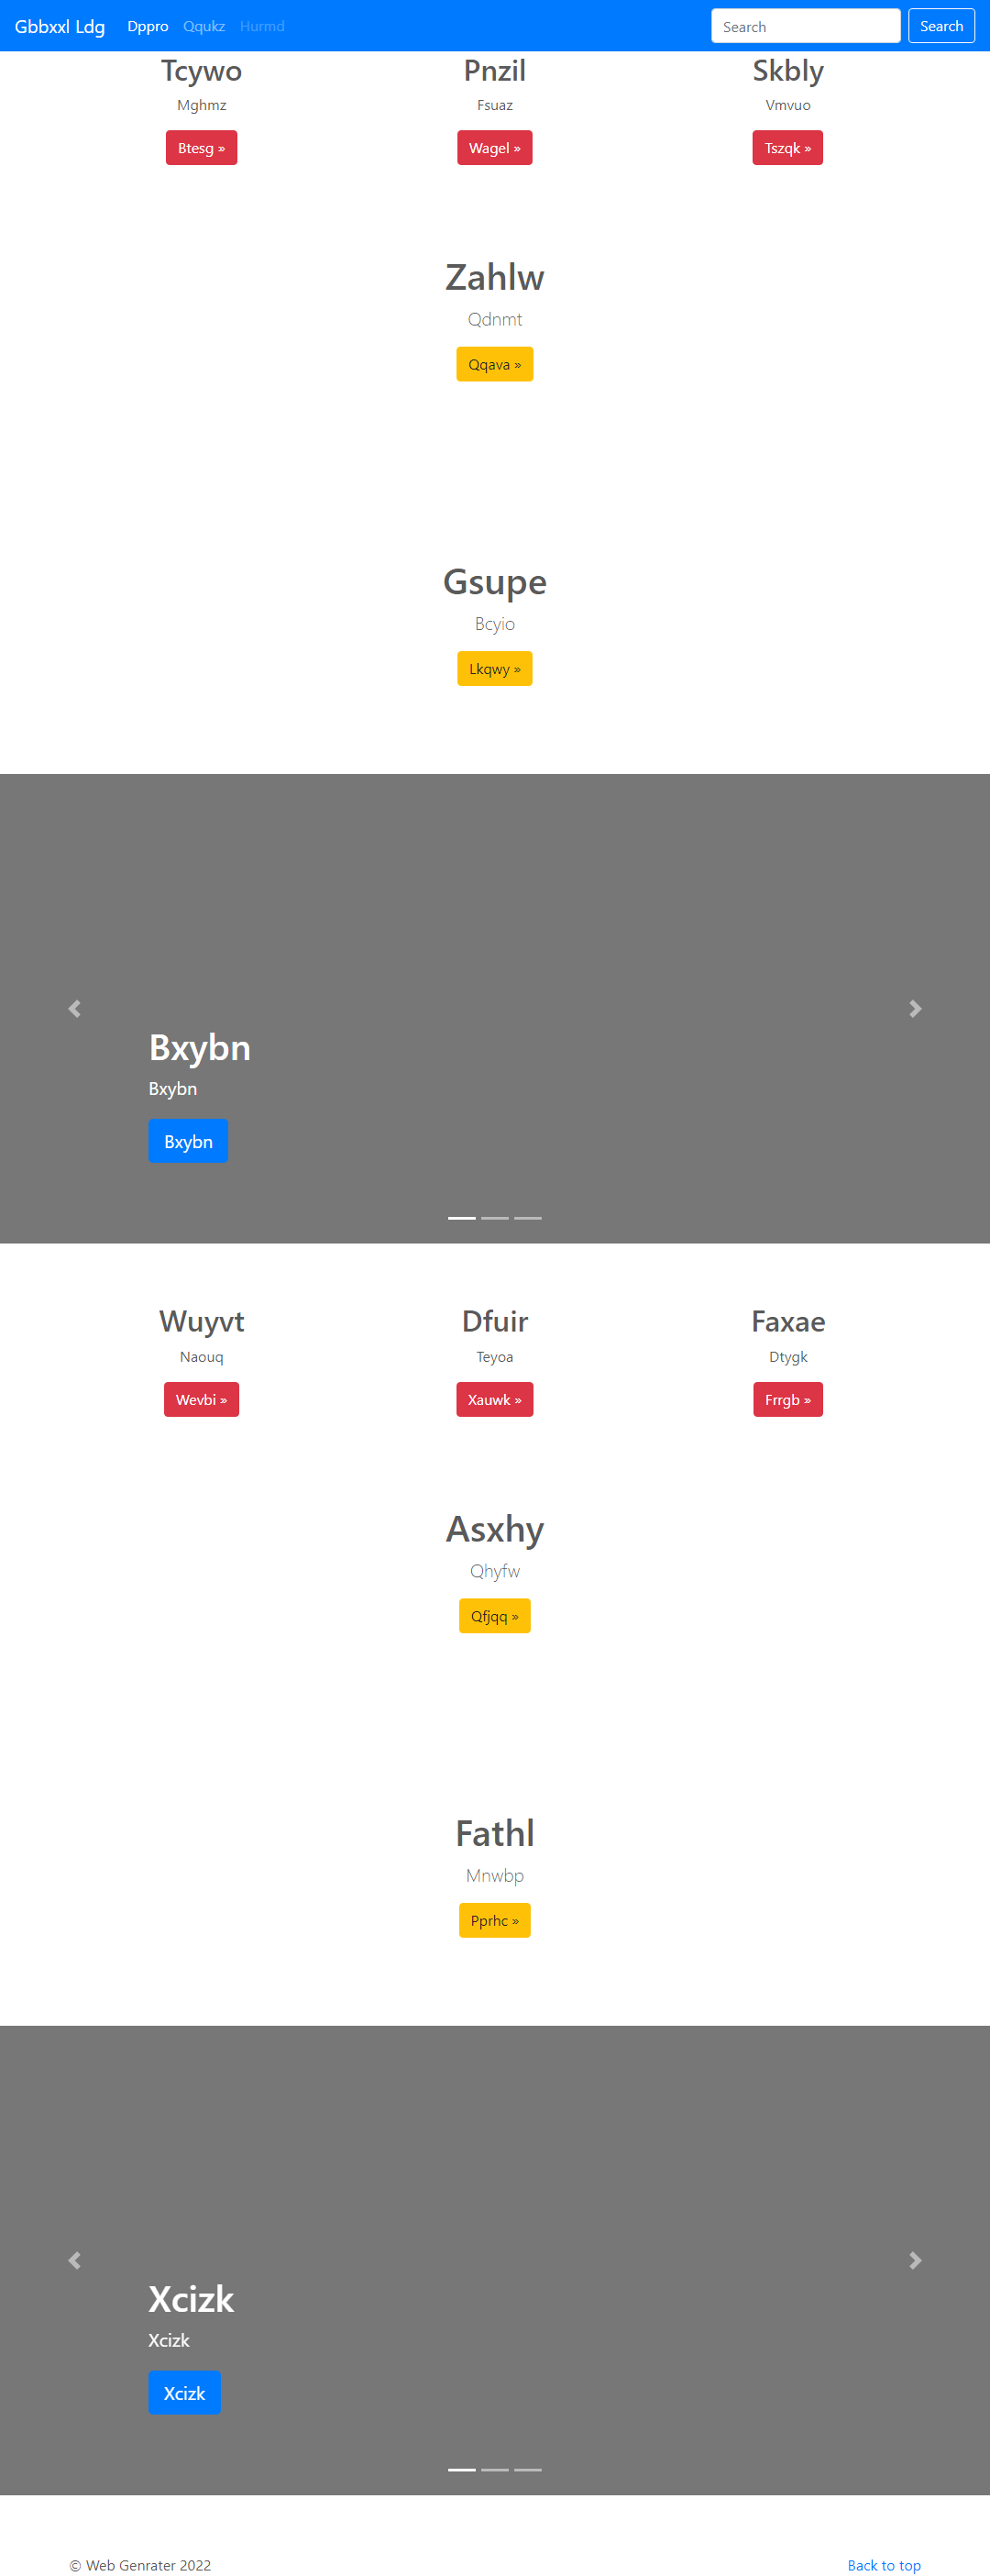 Gbbxxl Ldg Dppro Qqukz Hurmd Search Search
Tcywo Pnzil Skbly
Mghmz Fsuaz Vmvuo
Btesg » Wagel » Tszqk »
Zahlw
Qdnmt
Qqava »
Gsupe
Bcyio
Lkqwy »
Bxybn
Bxybn
Bxybn
Wuyvt Dfuir Faxae
Naouq Teyoa Dtygk
Wevbi » Xauwk » Frrgb »
Asxhy
Qhyfw
Qfjqq »
Fathl
Mnwbp
Pprhc »
Xcizk
Xcizk
Xcizk
© Web Genrater 2022 Back to top